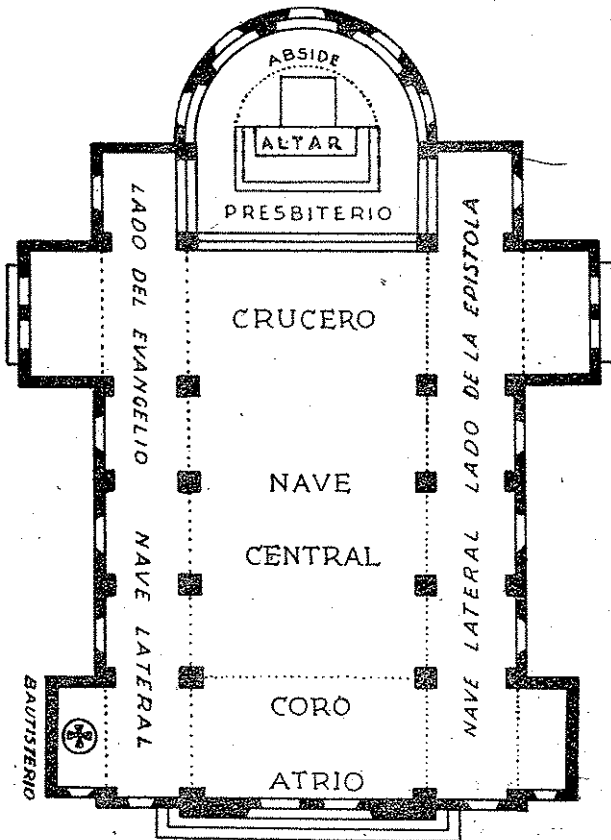 ABSIDE
ALTAR
PRESBITERIO
LADO DEL EVANGELIO NAVE LATERAL
CRUCERO
NAVE
CENTRAL
NAVE LATERAL LADO DE LA EPISTOLA
CORO
ATRIO
BAUTISTERIO